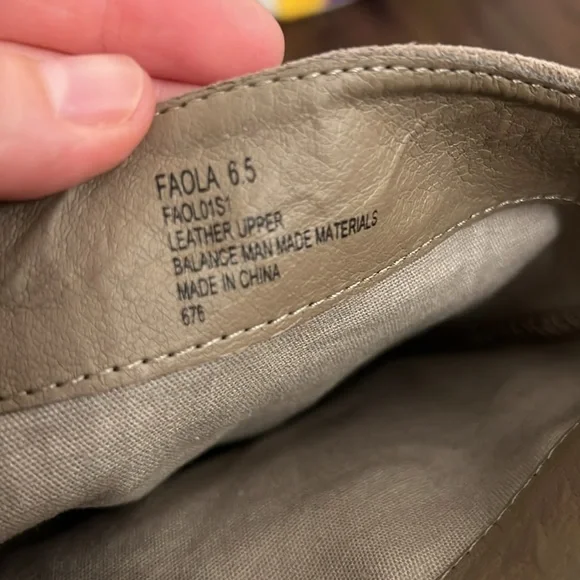 FAOLA 6.5
FAOL01S1
LEATHER UPPER
BALANCE MAN MADE MATERIALS
MADE IN CHINA
676